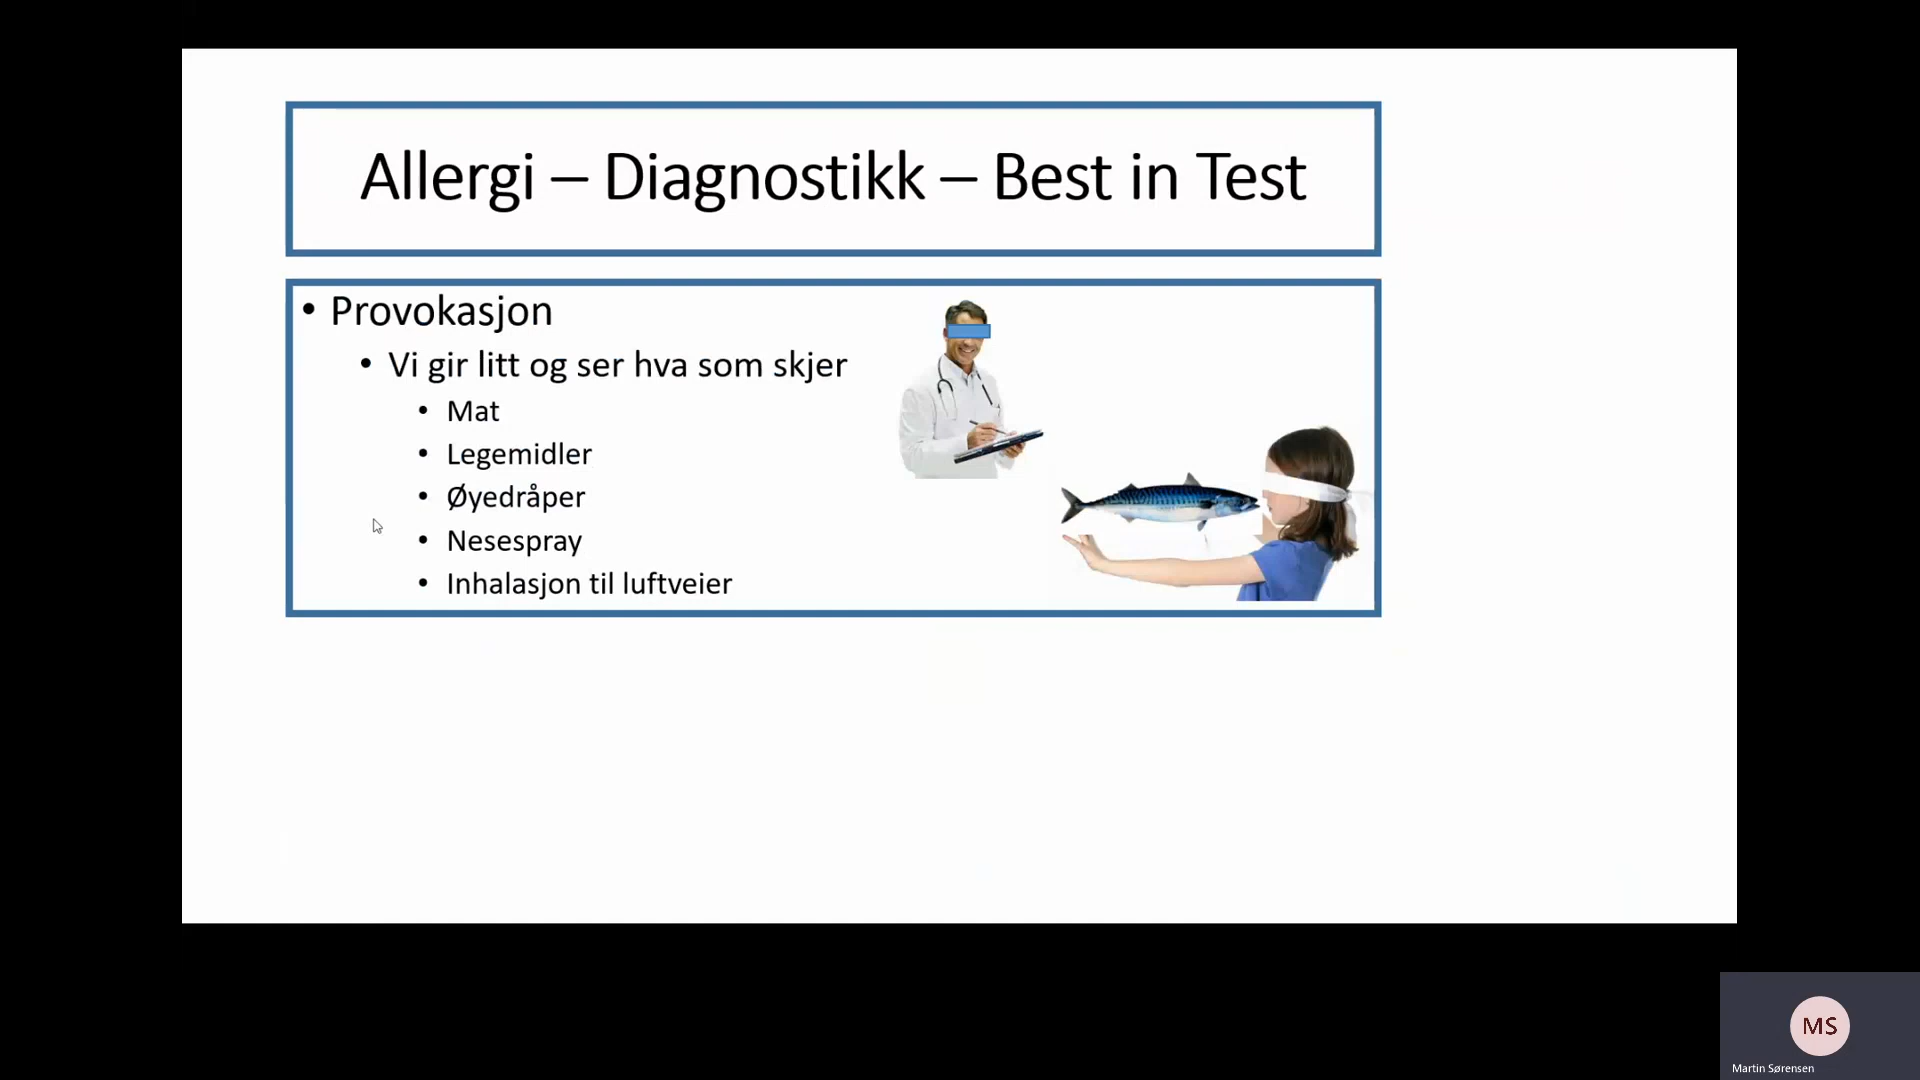 Allergi – Diagnostikk – Best in Test
• Provokasjon
• Vi gir litt og ser hva som skjer
• Mat
• Legemidler
• Øyedråper
• Nesespray
• Inhalasjon til luftveier
MS
Martin Sørensen